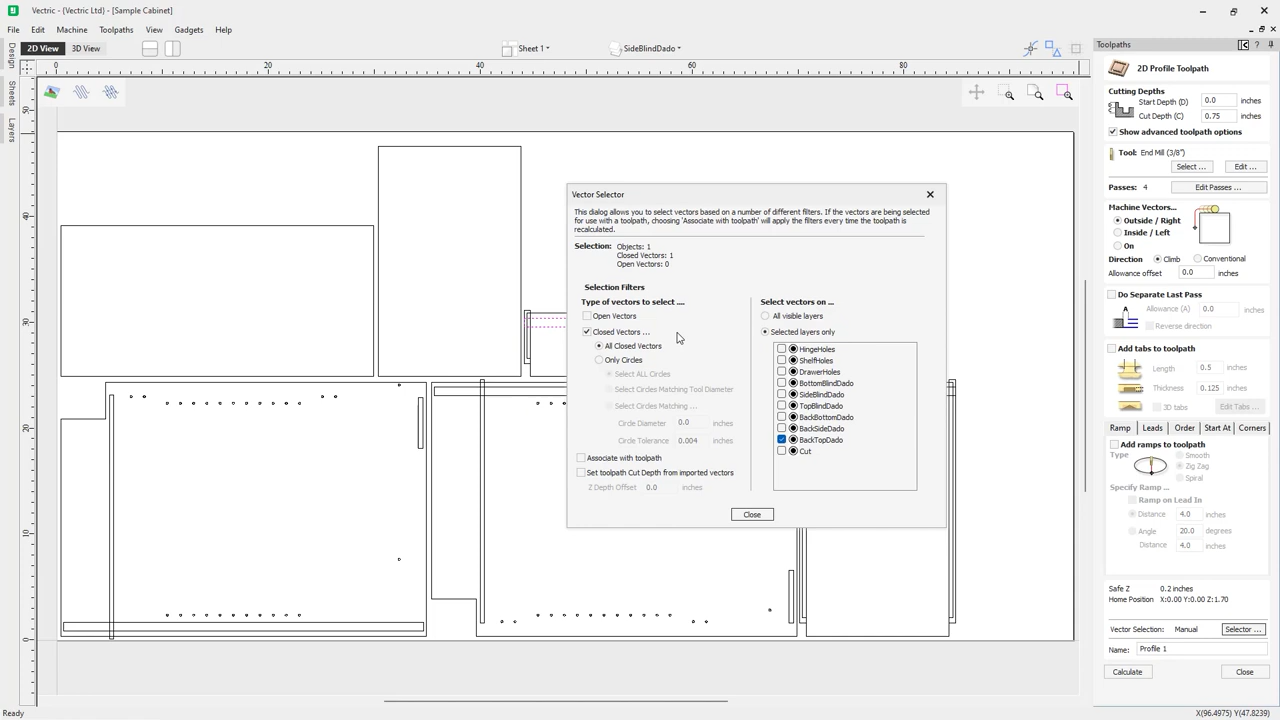 Vectric - {Vectric Ltd} - [Sample Cabinet]
File Edit Machine Toolpaths View Gadgets Help
2D View 3D View Sheet 1 SideBlindDado
0 20 40 60 80
50
40
30
20
10
0
Design
Sheets
Layers
Vector Selector
This dialog allows you to select vectors based on a number of different filters. If the vectors are being selected
for use with a toolpath, choosing 'Associate with toolpath' will apply the filters every time the toolpath is
recalculated.
Selection: Objects: 1
Closed Vectors: 1
Open Vectors: 0
Selection Filters
Type of vectors to select ....
Open Vectors
Closed Vectors ...
All Closed Vectors
Only Circles
Select ALL Circles
Select Circles Matching Tool Diameter
Select Circles Matching ...
Circle Diameter 0.0 inches
Circle Tolerance 0.004 inches
Associate with toolpath
Set toolpath Cut Depth from imported vectors
Z Depth Offset 0.0 inches
Select vectors on ...
All visible layers
Selected layers only
HingeHoles
ShelfHoles
DrawerHoles
BottomBlindDado
SideBlindDado
TopBlindDado
BackBottomDado
BackSideDado
BackTopDado
Cut
Close
Toolpaths
2D Profile Toolpath
Cutting Depths
Start Depth (D) 0.0 inches
Cut Depth (C) 0.75 inches
Show advanced toolpath options
Tool: End Mill (3/8")
Select ... Edit ...
Passes: 4 Edit Passes ...
Machine Vectors...
Outside / Right
Inside / Left
On
Direction Climb Conventional
Allowance offset 0.0 inches
Do Separate Last Pass
Allowance (A) 0.0 inches
Reverse direction
Add tabs to toolpath
Length 0.5 inches
Thickness 0.125 inches
3D tabs Edit Tabs ...
Ramp Leads Order Start At Corners
Add ramps to toolpath
Type Smooth
Zig Zag
Spiral
Specify Ramp ...
Ramp on Lead In
Distance 4.0 inches
Angle 20.0 degrees
Distance 4.0 inches
Safe Z 0.2 inches
Home Position X:0.00 Y:0.00 Z:1.70
Vector Selection: Manual Selector ...
Name: Profile 1
Calculate Close
Ready X(96.4975) Y(47.8239)